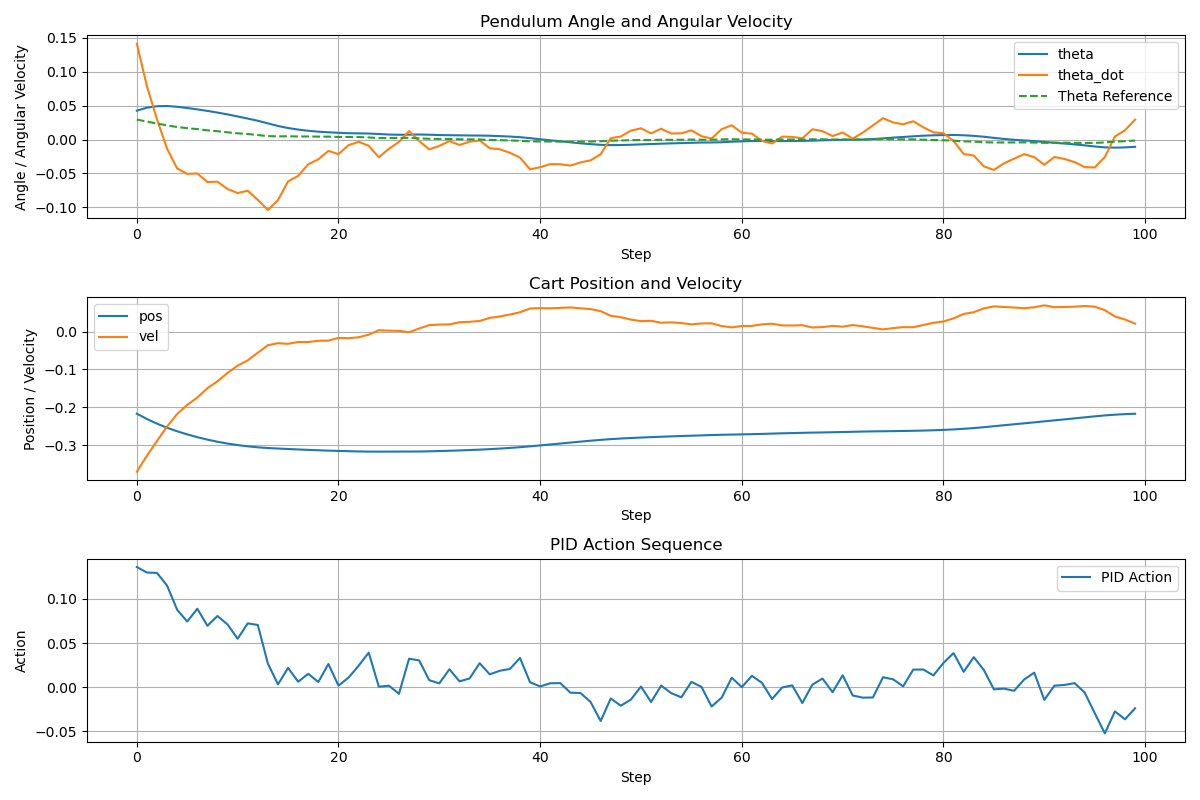 Pendulum Angle and Angular Velocity
Angle / Angular Velocity
0.15
0.10
0.05
0.00
−0.05
−0.10
theta
theta_dot
Theta Reference
0 20 40 60 80 100
Step
Cart Position and Velocity
Position / Velocity
0.0
−0.1
−0.2
−0.3
pos
vel
0 20 40 60 80 100
Step
PID Action Sequence
Action
0.10
0.05
0.00
−0.05
PID Action
0 20 40 60 80 100
Step